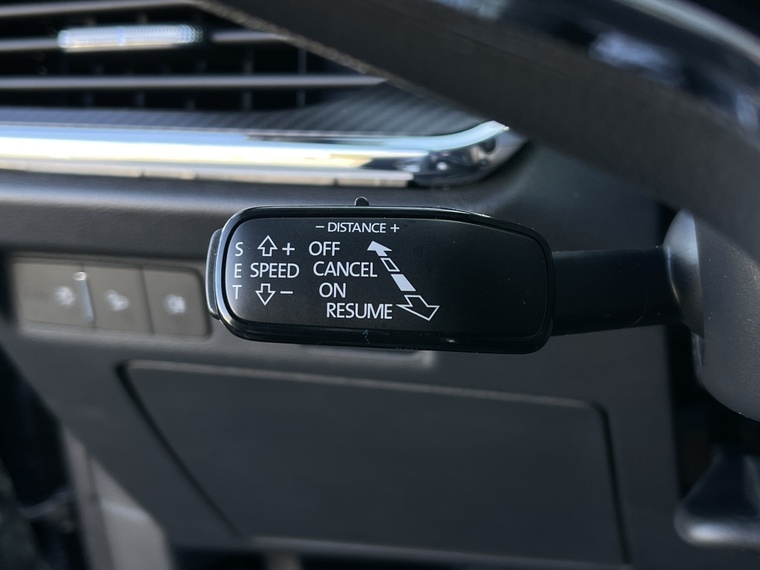 − DISTANCE +
S + OFF
E SPEED CANCEL
T − ON
RESUME